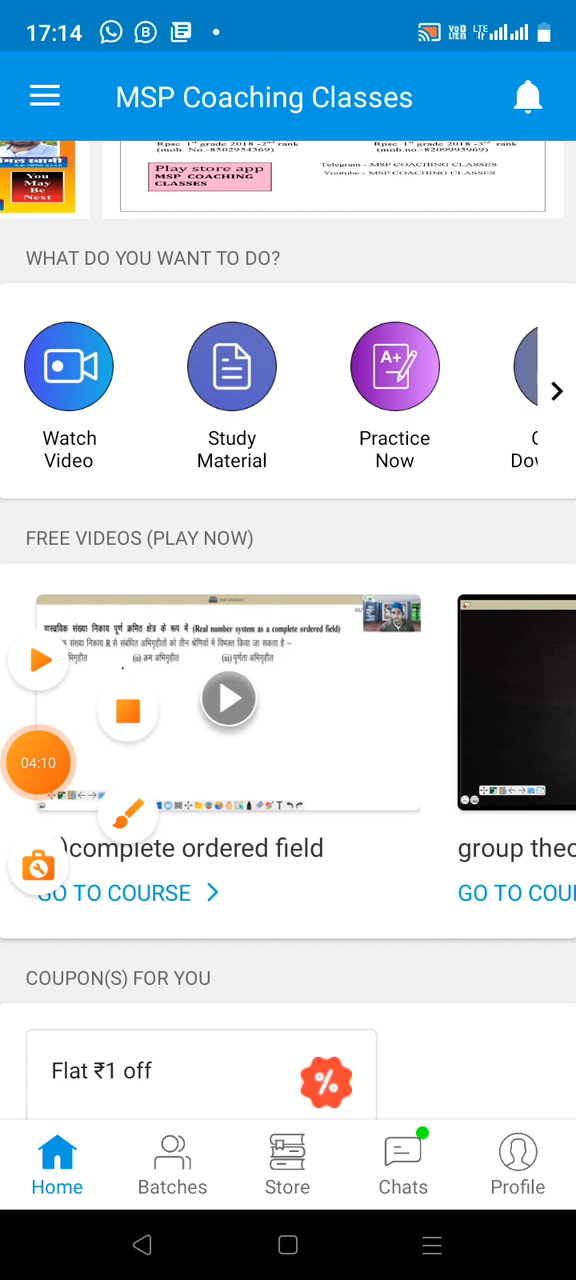 17:14
MSP Coaching Classes
You
May
Be
Next
Rpsc 1st grade 2018 -2nd rank
(mob. No.-8502954369)
Play store app
MSP COACHING
CLASSES
Rpsc 1st grade 2018 -3rd rank
(mob.no.-8209995969)
Telegram:- MSP COACHING CLASSES
Youtube:- MSP COACHING CLASSES
WHAT DO YOU WANT TO DO?
A+
Watch
Video
Study
Material
Practice
Now
FREE VIDEOS (PLAY NOW)
real analysis
वास्तविक संख्या निकाय पूर्ण क्रमित क्षेत्र के रूप में (Real number system as a complete ordered field)
संख्या निकाय R से संबंधित अभिगृहीतों को तीन श्रेणियों में विभक्त किया जा सकता है –
(ii) क्रम अभिगृहीत (iii) पूर्णता अभिगृहीत
04:10
)complete ordered field
GO TO COURSE
group theo
GO TO COU
COUPON(S) FOR YOU
Flat ₹1 off
%
Home
Batches
Store
Chats
Profile